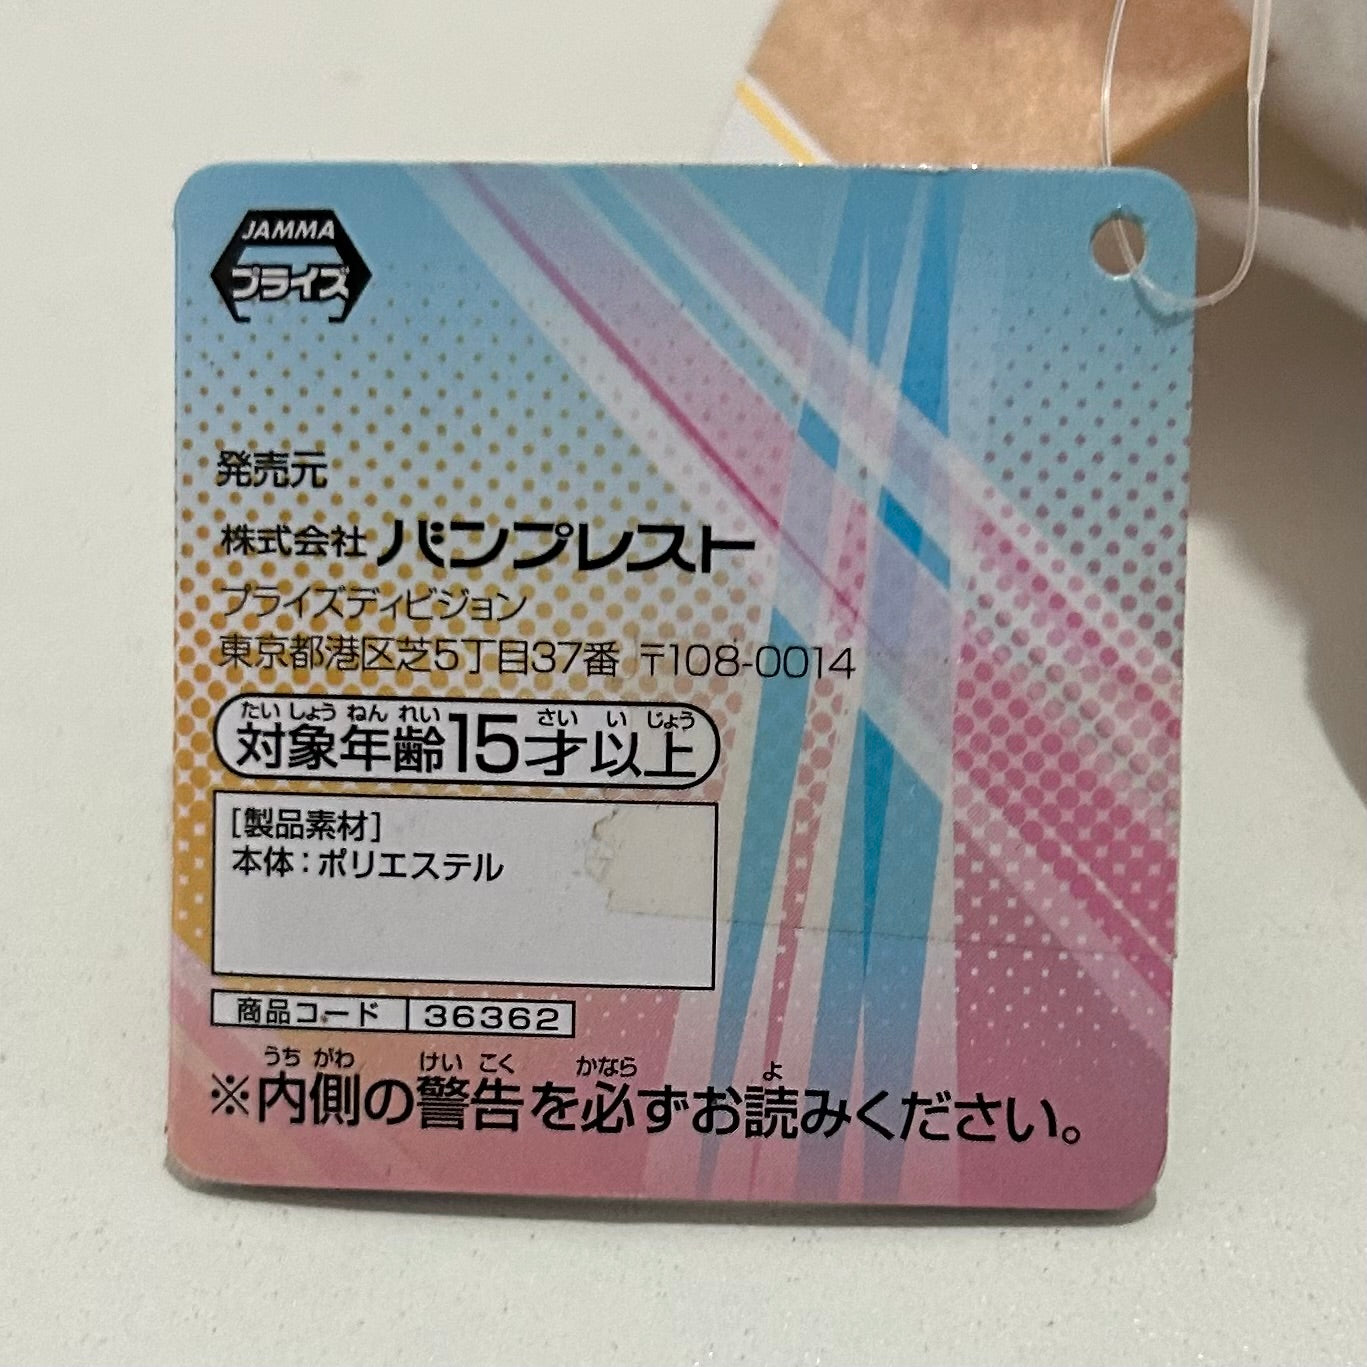 JAMMA
プライズ
発売元
株式会社 バンプレスト
プライズディビジョン
東京都港区芝5丁目37番 〒108-0014
たいしょうねんれい さいいじょう
対象年齢15才以上
[製品素材]
本体：ポリエステル
商品コード 36362
うちがわ けいこく かなら よ
※内側の警告を必ずお読みください。